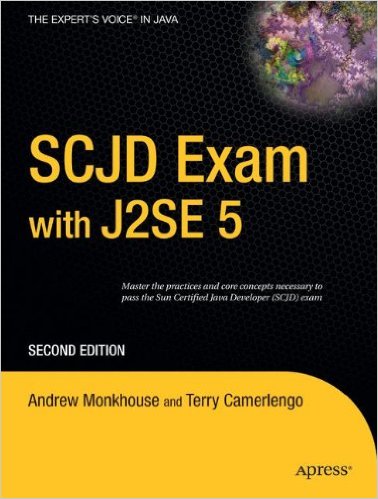 THE EXPERT'S VOICE® IN JAVA
SCJD Exam
with J2SE 5
Master the practices and core concepts necessary to
pass the Sun Certified Java Developer (SCJD) exam
SECOND EDITION
Andrew Monkhouse and Terry Camerlengo
Apress®